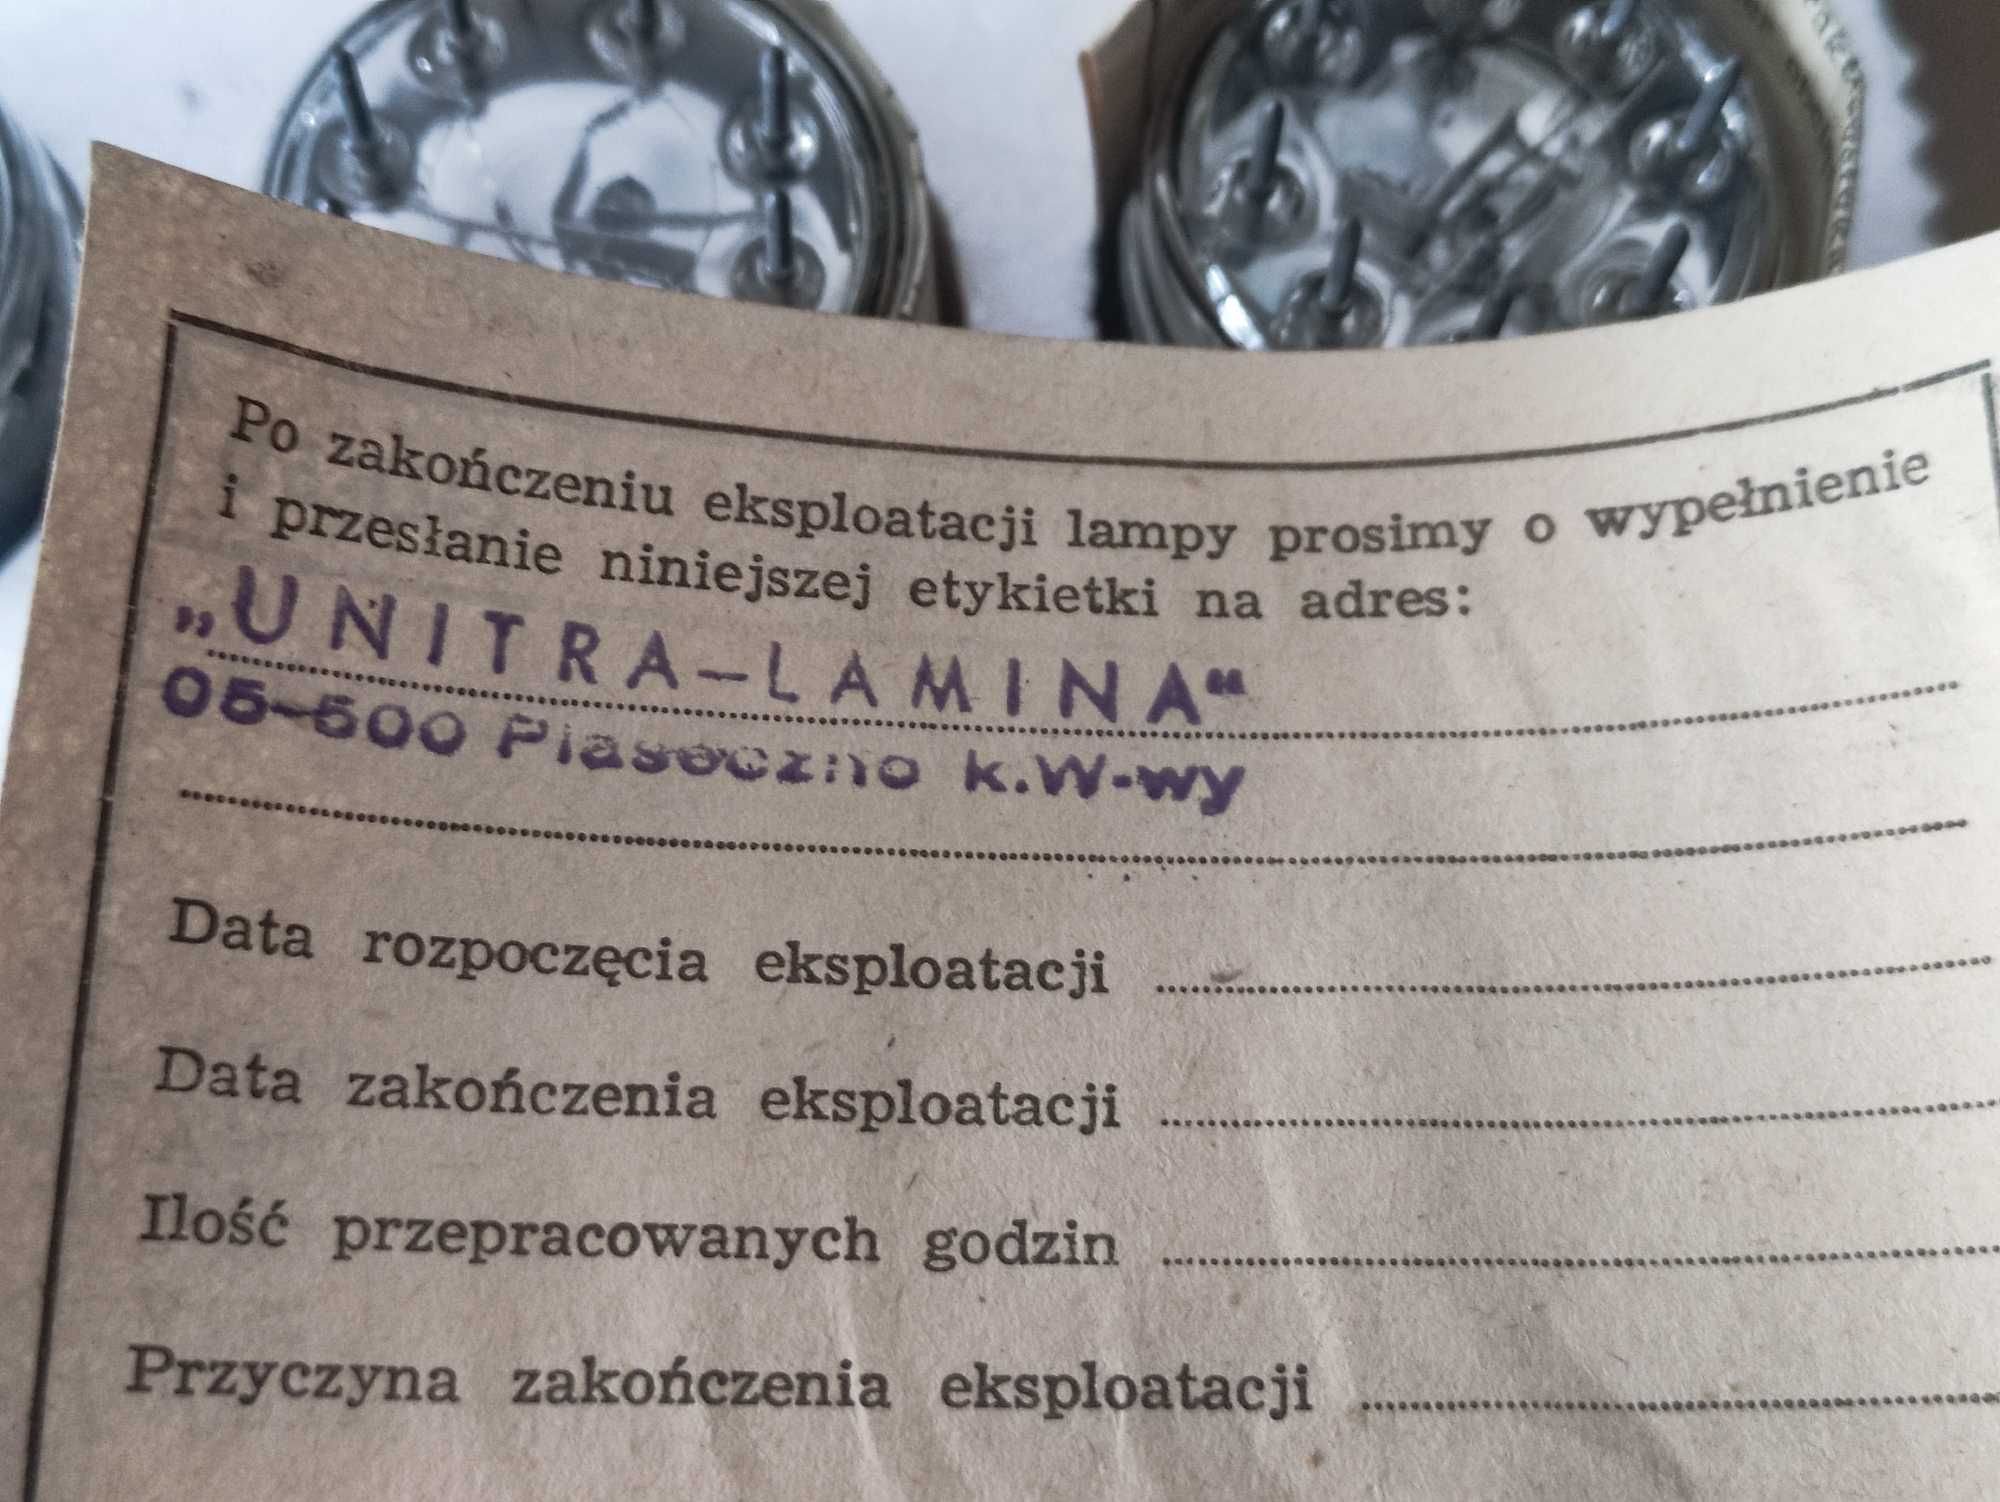 Po zakończeniu eksploatacji lampy prosimy o wypełnienie
i przesłanie niniejszej etykietki na adres:
„UNITRA–LAMINA“
05-500 Piaseczno k.W-wy
Data rozpoczęcia eksploatacji
Data zakończenia eksploatacji
Ilość przepracowanych godzin
Przyczyna zakończenia eksploatacji